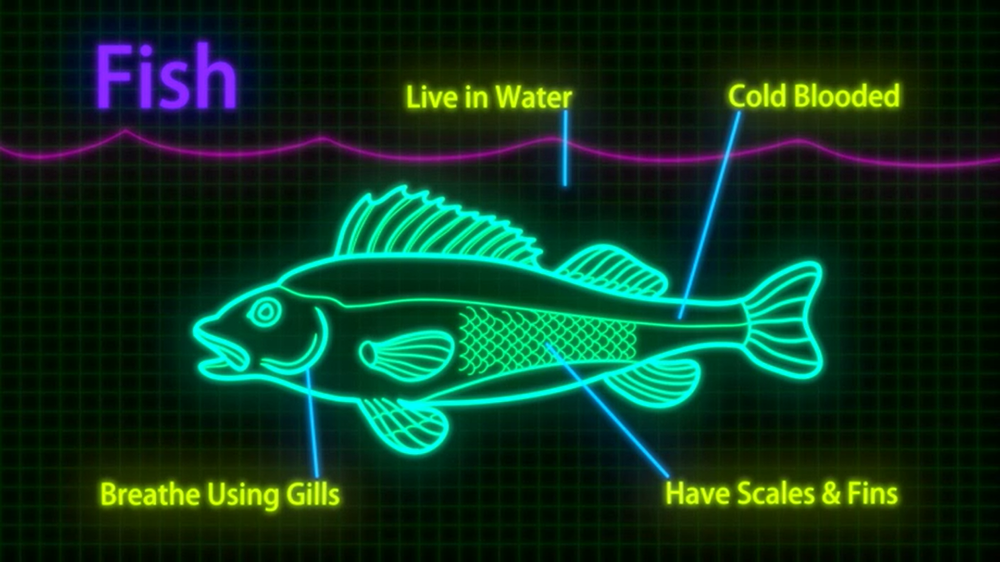 Fish
Live in Water
Cold Blooded
Breathe Using Gills
Have Scales & Fins